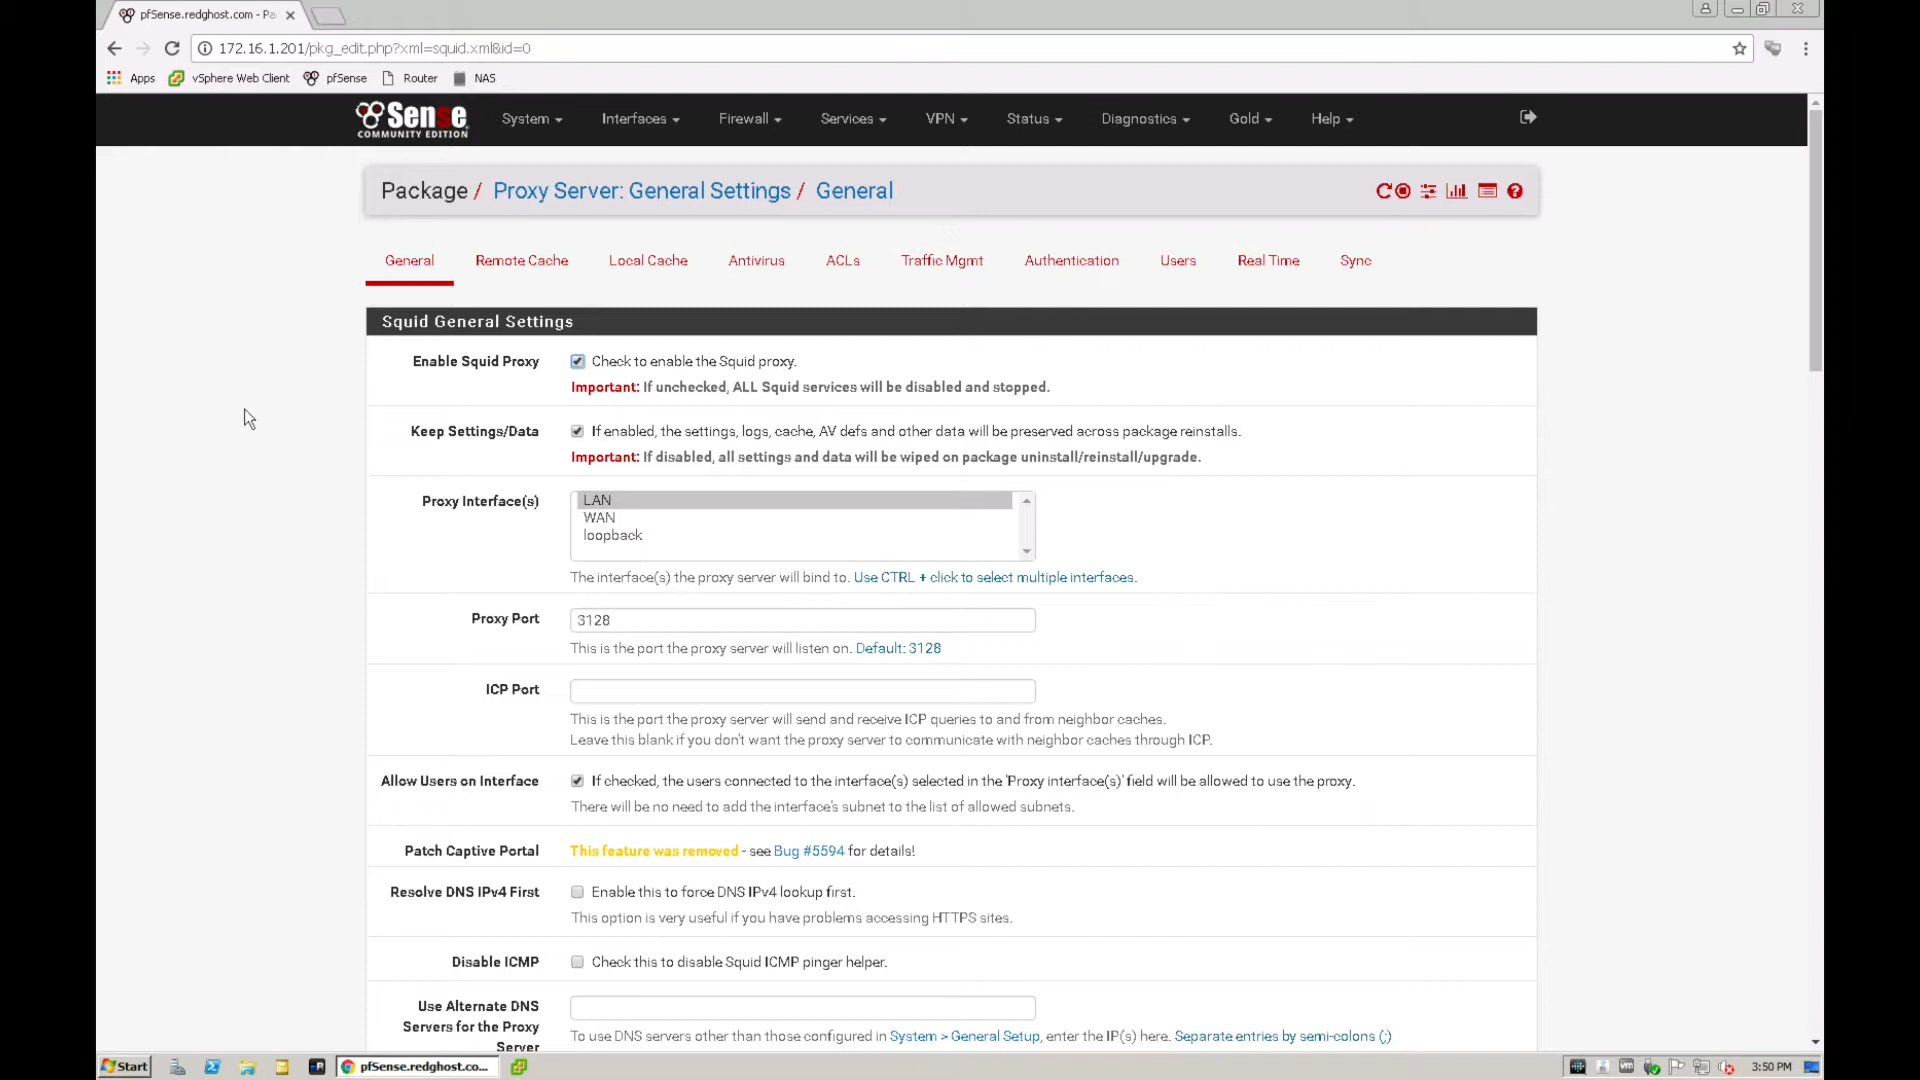 pfSense.redghost.com - Pa
172.16.1.201/pkg_edit.php?xml=squid.xml&id=0
Apps vSphere Web Client pfSense Router NAS
Sense
COMMUNITY EDITION
System Interfaces Firewall Services VPN Status Diagnostics Gold Help
Package / Proxy Server: General Settings / General
General Remote Cache Local Cache Antivirus ACLs Traffic Mgmt Authentication Users Real Time Sync
Squid General Settings
Enable Squid Proxy Check to enable the Squid proxy.
Important: If unchecked, ALL Squid services will be disabled and stopped.
Keep Settings/Data If enabled, the settings, logs, cache, AV defs and other data will be preserved across package reinstalls.
Important: If disabled, all settings and data will be wiped on package uninstall/reinstall/upgrade.
Proxy Interface(s) LAN
WAN
loopback
The interface(s) the proxy server will bind to. Use CTRL + click to select multiple interfaces.
Proxy Port 3128
This is the port the proxy server will listen on. Default: 3128
ICP Port
This is the port the proxy server will send and receive ICP queries to and from neighbor caches.
Leave this blank if you don't want the proxy server to communicate with neighbor caches through ICP.
Allow Users on Interface If checked, the users connected to the interface(s) selected in the 'Proxy interface(s)' field will be allowed to use the proxy.
There will be no need to add the interface's subnet to the list of allowed subnets.
Patch Captive Portal This feature was removed - see Bug #5594 for details!
Resolve DNS IPv4 First Enable this to force DNS IPv4 lookup first.
This option is very useful if you have problems accessing HTTPS sites.
Disable ICMP Check this to disable Squid ICMP pinger helper.
Use Alternate DNS
Servers for the Proxy
Server
To use DNS servers other than those configured in System > General Setup, enter the IP(s) here. Separate entries by semi-colons (;)
Start pfSense.redghost.co... 3:50 PM